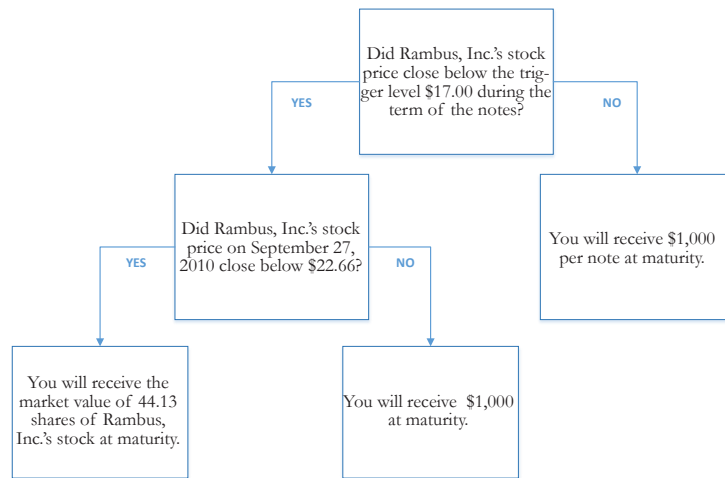 Did Rambus, Inc.'s stock
price close below the trig-
ger level $17.00 during the
term of the notes?
YES
NO
Did Rambus, Inc.'s stock
price on September 27,
2010 close below $22.66?
You will receive $1,000
per note at maturity.
YES
NO
You will receive the
market value of 44.13
shares of Rambus,
Inc.'s stock at maturity.
You will receive $1,000
at maturity.